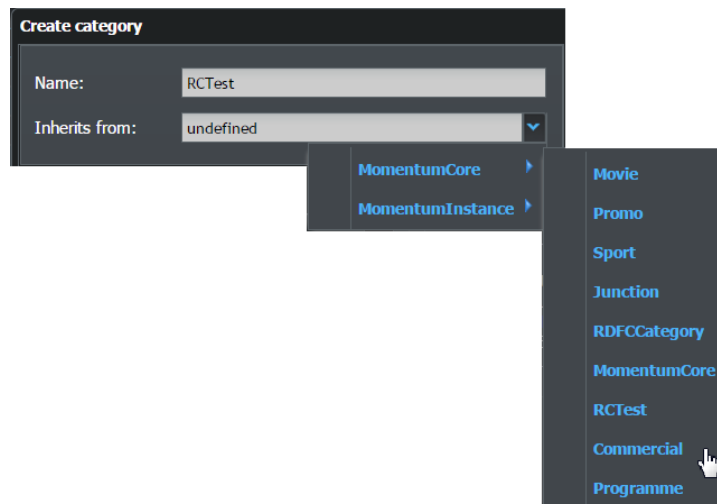 Create category
Name: RCTest
Inherits from: undefined
MomentumCore
MomentumInstance
Movie
Promo
Sport
Junction
RDFCCategory
MomentumCore
RCTest
Commercial
Programme